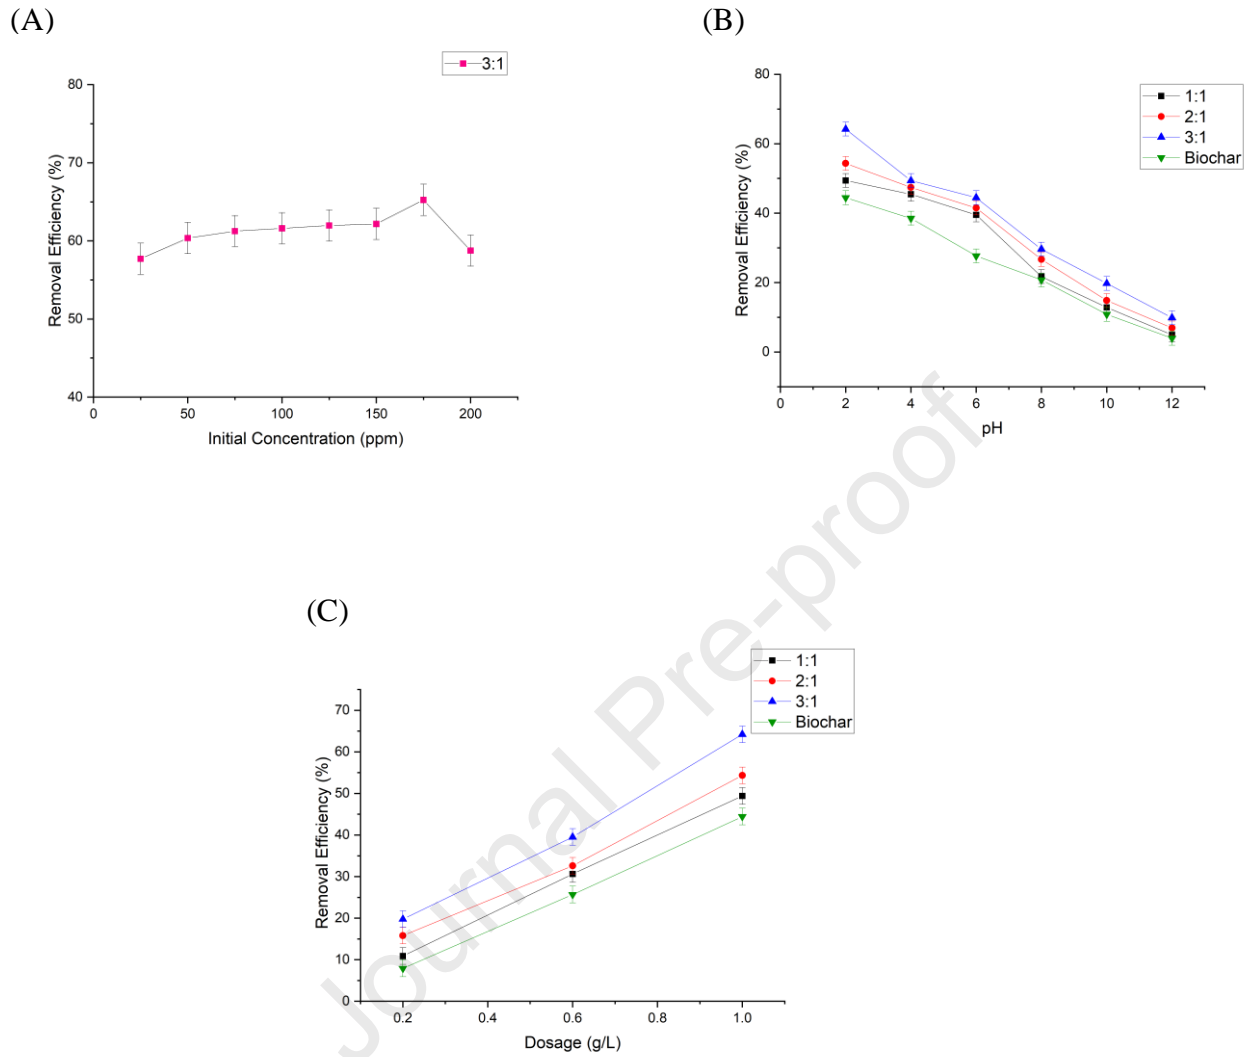 (A)
3:1
80
70
60
50
40
Removal Efficiency (%)
0 50 100 150 200
Initial Concentration (ppm)
(B)
1:1
2:1
3:1
Biochar
80
60
40
20
0
Removal Efficiency (%)
0 2 4 6 8 10 12
pH
(C)
1:1
2:1
3:1
Biochar
70
60
50
40
30
20
10
0
Removal Efficiency (%)
0.2 0.4 0.6 0.8 1.0
Dosage (g/L)
Journal Pre-proof